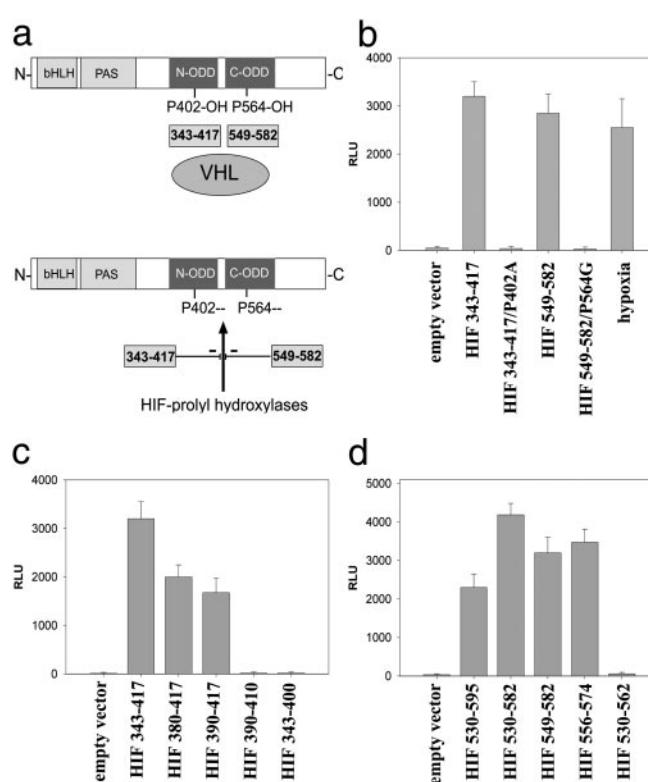 a
N-
bHLH
PAS
N-ODD
C-ODD
-C
P402-OH P564-OH
343-417
549-582
VHL
N-
bHLH
PAS
N-ODD
C-ODD
-C
P402-- P564--
343-417
- -
549-582
HIF-prolyl hydroxylases
b
4000
3000
2000
1000
0
RLU
empty vector
HIF 343-417
HIF 343-417/P402A
HIF 549-582
HIF 549-582/P564G
hypoxia
c
4000
3000
2000
1000
0
RLU
empty vector
HIF 343-417
HIF 380-417
HIF 390-417
HIF 390-410
HIF 343-400
d
5000
4000
3000
2000
1000
0
RLU
empty vector
HIF 530-595
HIF 530-582
HIF 549-582
HIF 556-574
HIF 530-562